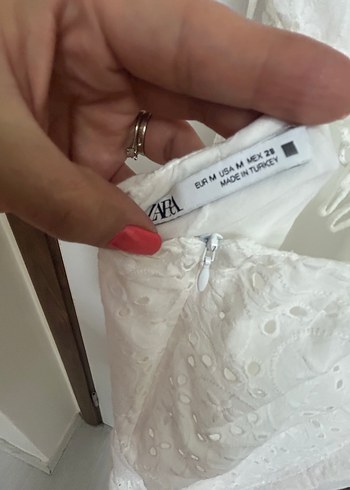 ZARA
EUR M USA M MEX 28
MADE IN TURKEY